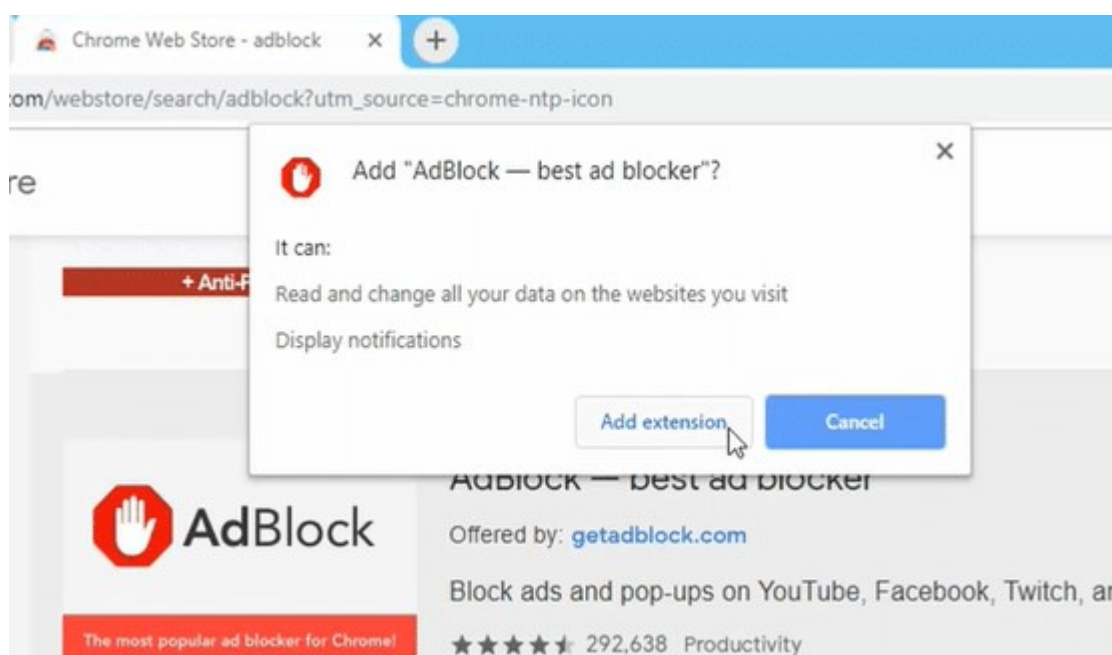 Chrome Web Store - adblock
om/webstore/search/adblock?utm_source=chrome-ntp-icon
re
Add "AdBlock — best ad blocker"?
It can:
+ Anti-P
Read and change all your data on the websites you visit
Display notifications
Add extension
Cancel
AdBlock — best ad blocker
AdBlock
Offered by: getadblock.com
Block ads and pop-ups on YouTube, Facebook, Twitch, ar
The most popular ad blocker for Chrome!
292,638 Productivity